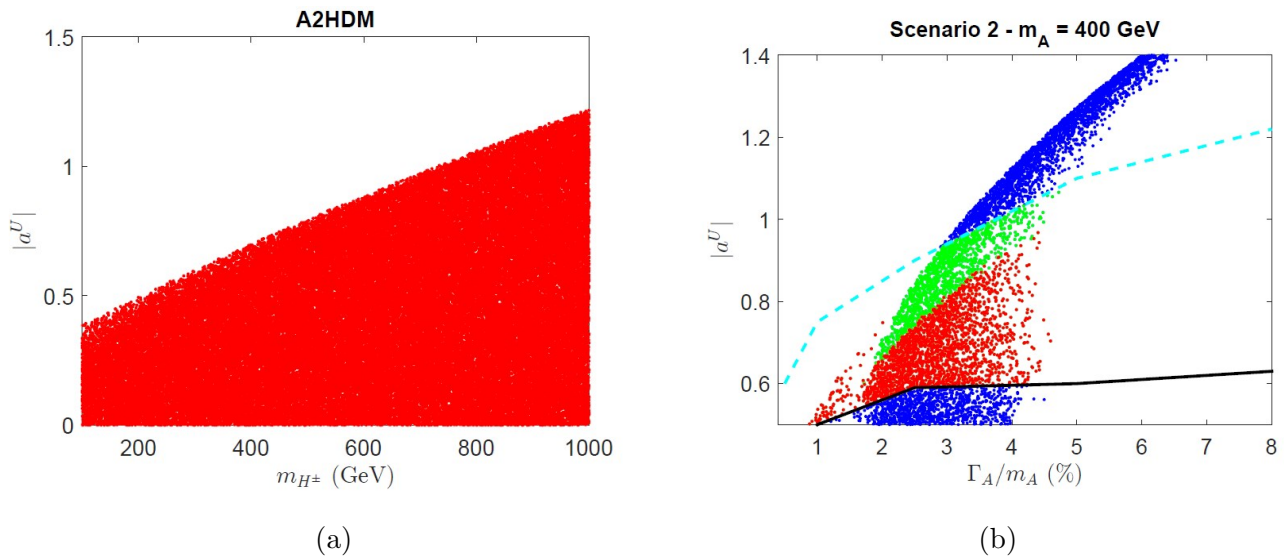 A2HDM
1.5
1
0.5
0
|a^U|
200 400 600 800 1000
m_{H^±} (GeV)
(a)
Scenario 2 - m_A = 400 GeV
1.4
1.2
1
0.8
0.6
|a^U|
1 2 3 4 5 6 7 8
Γ_A/m_A (%)
(b)